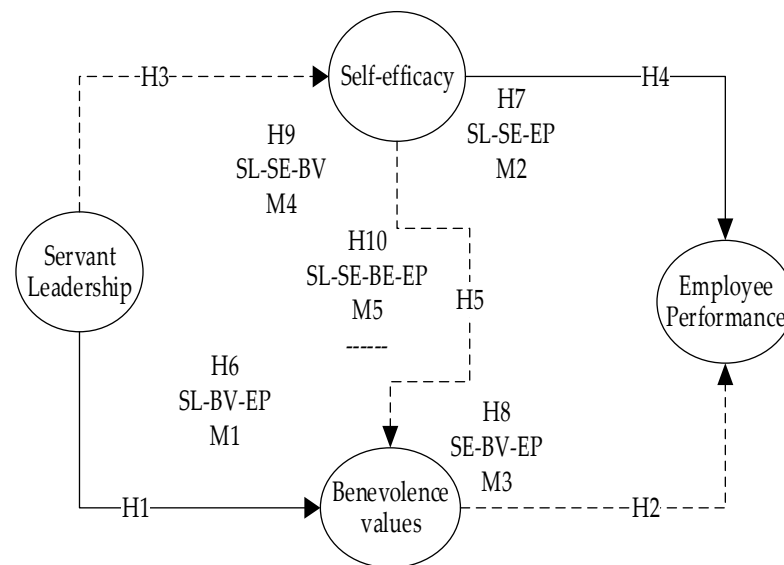 Self-efficacy
H3
H4
H7
SL-SE-EP
M2
H9
SL-SE-BV
M4
Servant
Leadership
H10
SL-SE-BE-EP
M5
------
H5
Employee
Performance
H6
SL-BV-EP
M1
H8
SE-BV-EP
M3
Benevolence
values
H1
H2